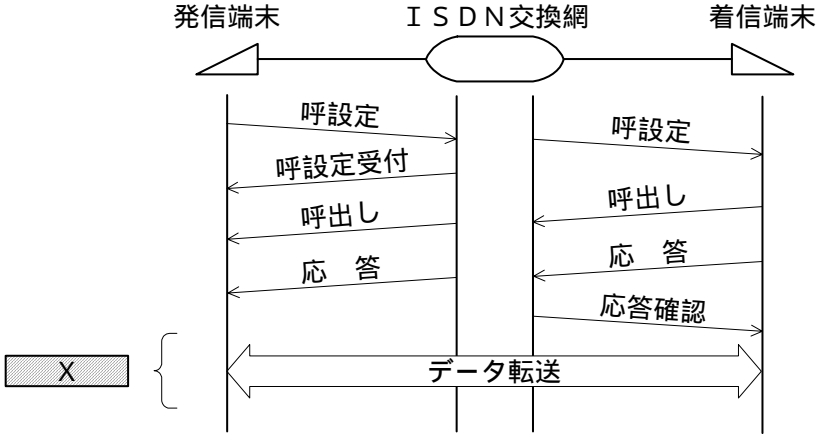 発信端末
ＩＳＤＮ交換網
着信端末
呼設定
呼設定
呼設定受付
呼出し
呼出し
応　答
応　答
応答確認
X
データ転送